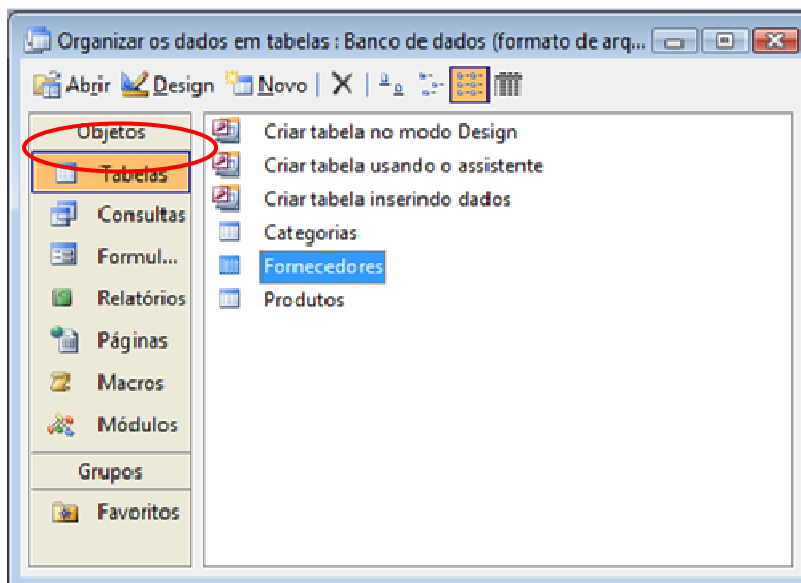 Organizar os dados em tabelas : Banco de dados (formato de arq...
Abrir Design Novo
Objetos
Tabelas
Consultas
Formul...
Relatórios
Páginas
Macros
Módulos
Grupos
Favoritos
Criar tabela no modo Design
Criar tabela usando o assistente
Criar tabela inserindo dados
Categorias
Fornecedores
Produtos